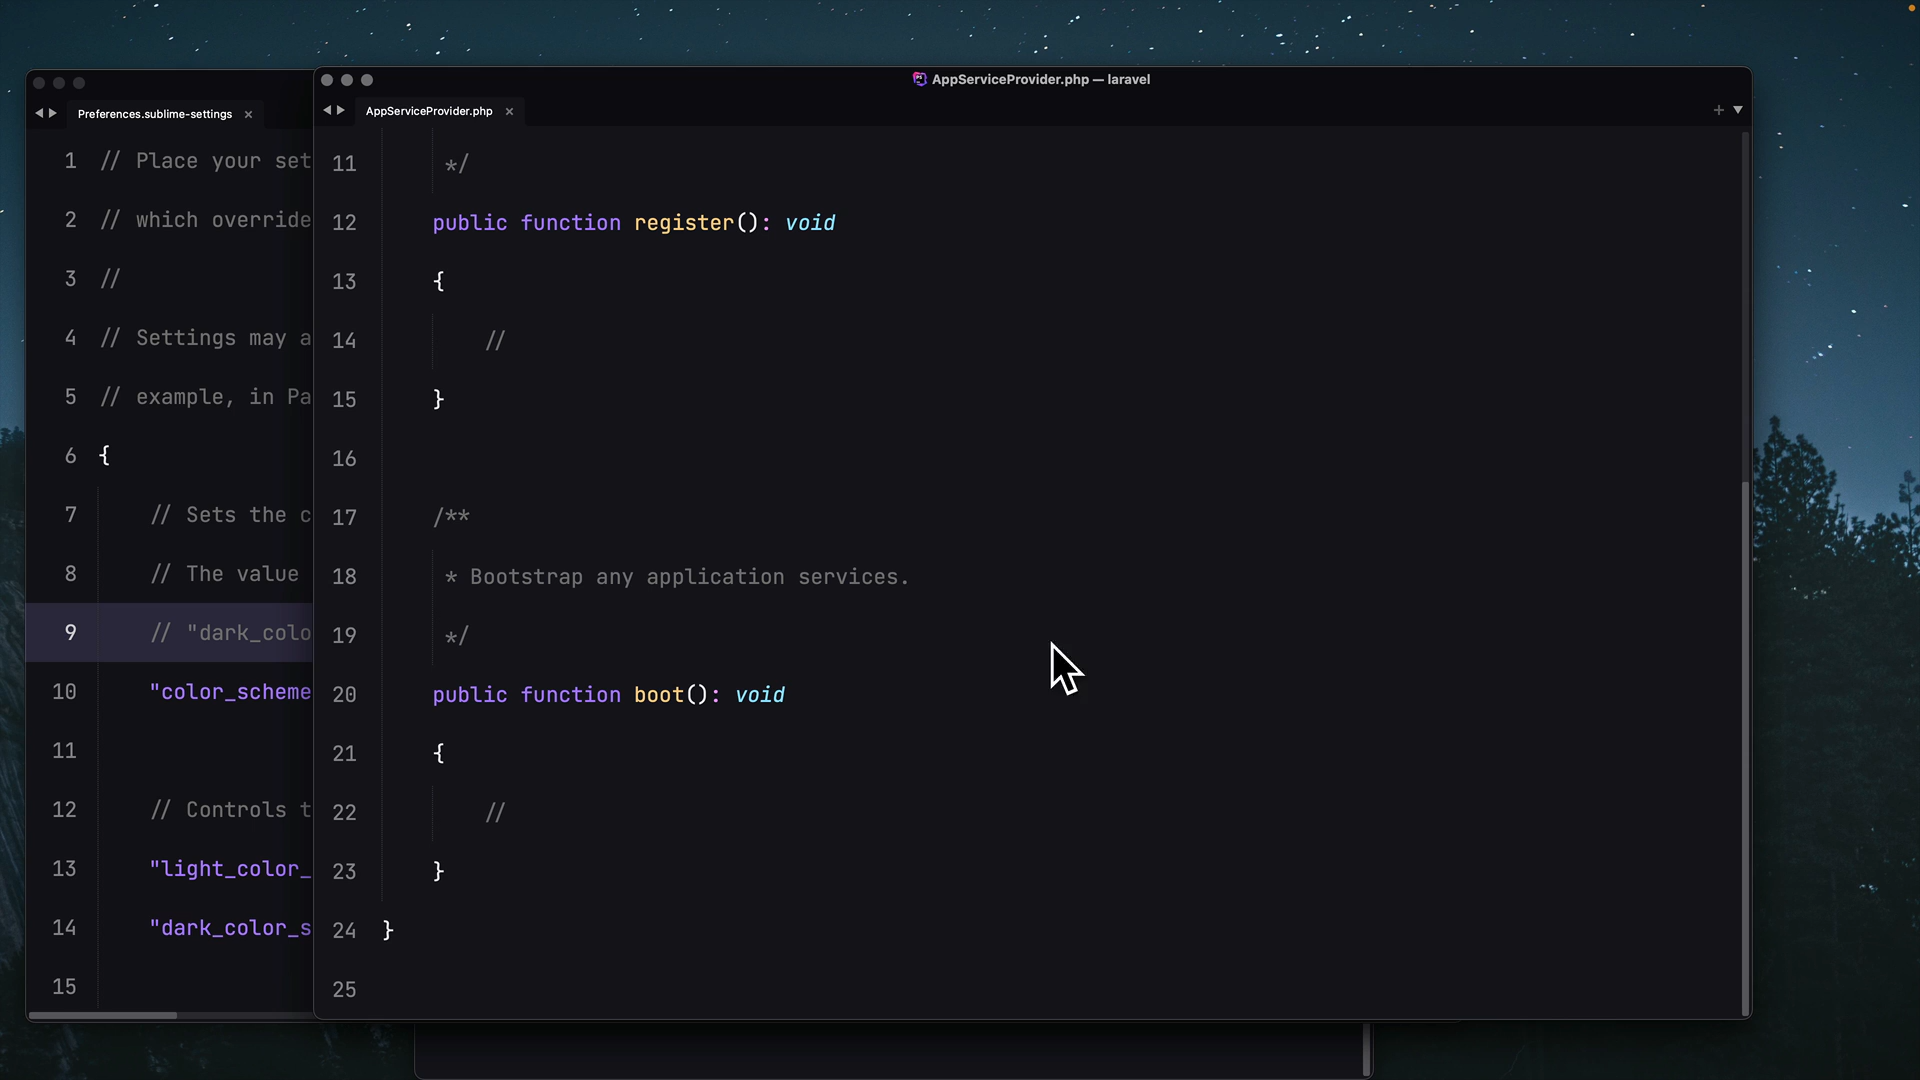 AppServiceProvider.php — laravel
Preferences.sublime-settings
1 // Place your set
2 // which override
3 //
4 // Settings may a
5 // example, in Pa
6 {
7 // Sets the c
8 // The value
9 // "dark_colo
10 "color_scheme
11
12 // Controls t
13 "light_color_
14 "dark_color_s
15
AppServiceProvider.php
11 */
12 public function register(): void
13 {
14 //
15 }
16
17 /**
18 * Bootstrap any application services.
19 */
20 public function boot(): void
21 {
22 //
23 }
24 }
25